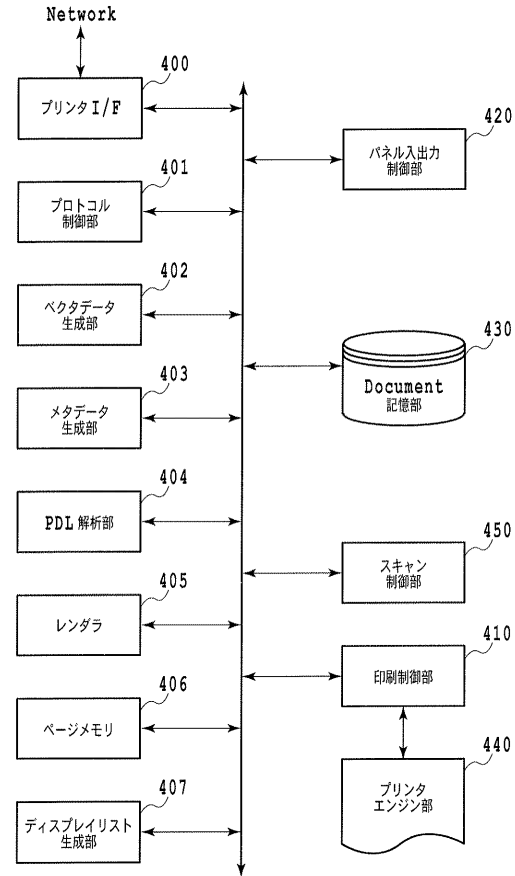 Network
400
プリンタ I/F
401
プロトコル
制御部
402
ベクタデータ
生成部
403
メタデータ
生成部
404
PDL 解析部
405
レンダラ
406
ページメモリ
407
ディスプレイリスト
生成部
420
パネル入出力
制御部
430
Document
記憶部
450
スキャン
制御部
410
印刷制御部
440
プリンタ
エンジン部